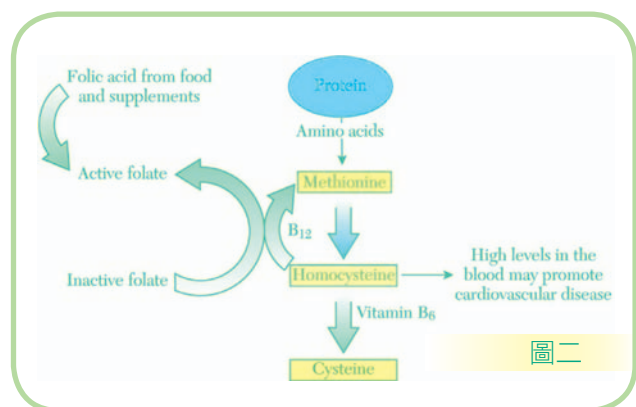 Folic acid from food
and supplements
Protein
Amino acids
Active folate
Methionine
B12
Inactive folate
Homocysteine
High levels in the
blood may promote
cardiovascular disease
Vitamin B6
Cysteine
圖二